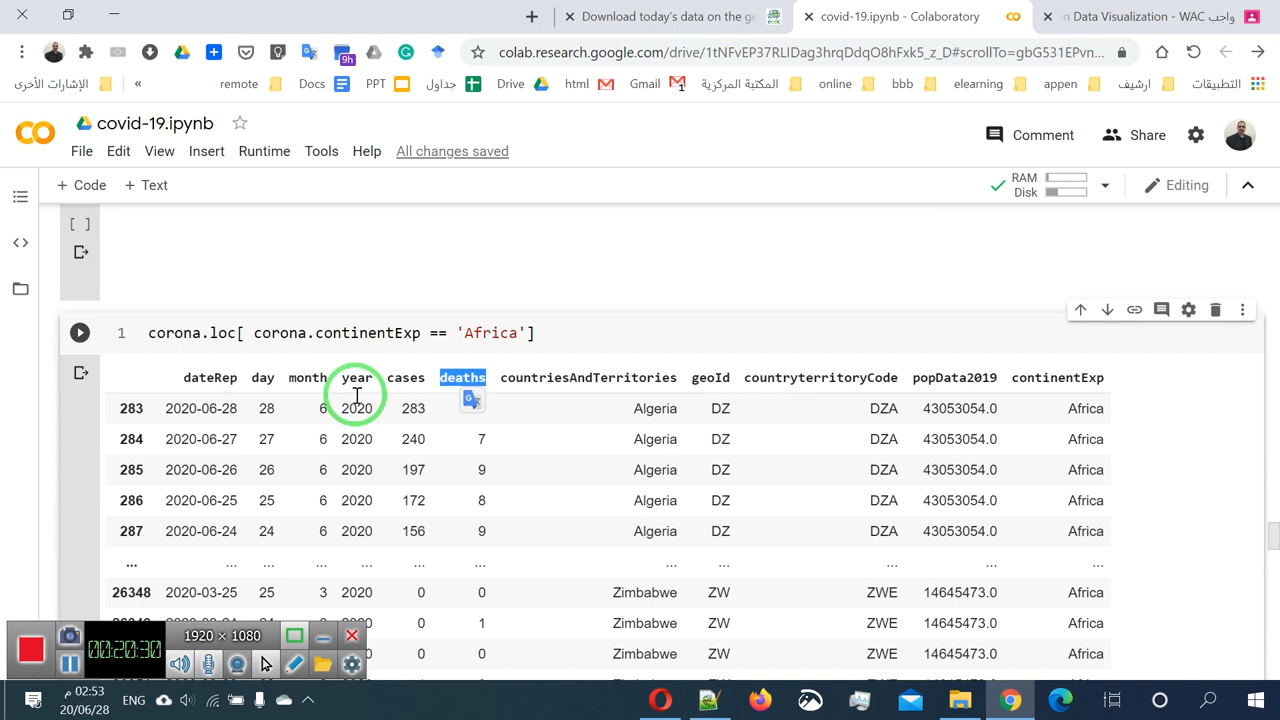 Download today's data on the ge
covid-19.ipynb - Colaboratory
n Data Visualization - WAC واجب
colab.research.google.com/drive/1tNFvEP37RLIDagshrqDdqO8hFxk5_z_D#scrollTo=gbG531EPvn...
9h
الإشارات الأخرى
«
remote
Docs
PPT
جداول
Drive
html
Gmail
المكتبة المركزية
online
bbb
elearning
appen
ارشيف
التطبيقات
covid-19.ipynb
Comment
Share
File Edit View Insert Runtime Tools Help All changes saved
+ Code + Text
RAM
Disk
Editing
[ ]
1 corona.loc[ corona.continentExp == 'Africa']
dateRep day month year cases deaths countriesAndTerritories geoId countryterritoryCode popData2019 continentExp
283 2020-06-28 28 6 2020 283 Algeria DZ DZA 43053054.0 Africa
284 2020-06-27 27 6 2020 240 7 Algeria DZ DZA 43053054.0 Africa
285 2020-06-26 26 6 2020 197 9 Algeria DZ DZA 43053054.0 Africa
286 2020-06-25 25 6 2020 172 8 Algeria DZ DZA 43053054.0 Africa
287 2020-06-24 24 6 2020 156 9 Algeria DZ DZA 43053054.0 Africa
... ... ... ... ... ... ... ... ... ... ... ...
26348 2020-03-25 25 3 2020 0 0 Zimbabwe ZW ZWE 14645473.0 Africa
0 1 Zimbabwe ZW ZWE 14645473.0 Africa
0 0 Zimbabwe ZW ZWE 14645473.0 Africa
1920 × 1080
00:20:30
02:53 م
20/06/28
ENG